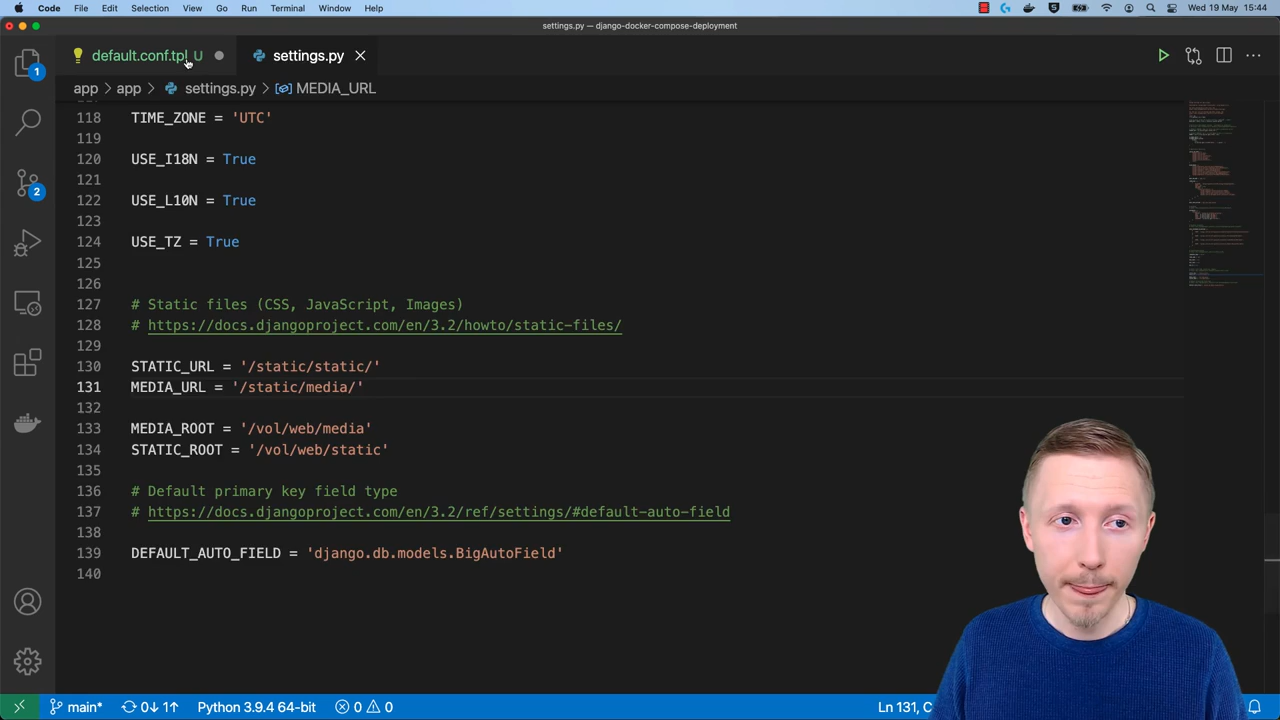 Code File Edit Selection View Go Run Terminal Window Help Wed 19 May 15:44
settings.py — django-docker-compose-deployment
default.conf.tpl U settings.py
app > app > settings.py > MEDIA_URL
118 TIME_ZONE = 'UTC'
119
120 USE_I18N = True
121
122 USE_L10N = True
123
124 USE_TZ = True
125
126
127 # Static files (CSS, JavaScript, Images)
128 # https://docs.djangoproject.com/en/3.2/howto/static-files/
129
130 STATIC_URL = '/static/static/'
131 MEDIA_URL = '/static/media/'
132
133 MEDIA_ROOT = '/vol/web/media'
134 STATIC_ROOT = '/vol/web/static'
135
136 # Default primary key field type
137 # https://docs.djangoproject.com/en/3.2/ref/settings/#default-auto-field
138
139 DEFAULT_AUTO_FIELD = 'django.db.models.BigAutoField'
140
1
2
main* 0↓ 1↑ Python 3.9.4 64-bit 0 0 Ln 131, C